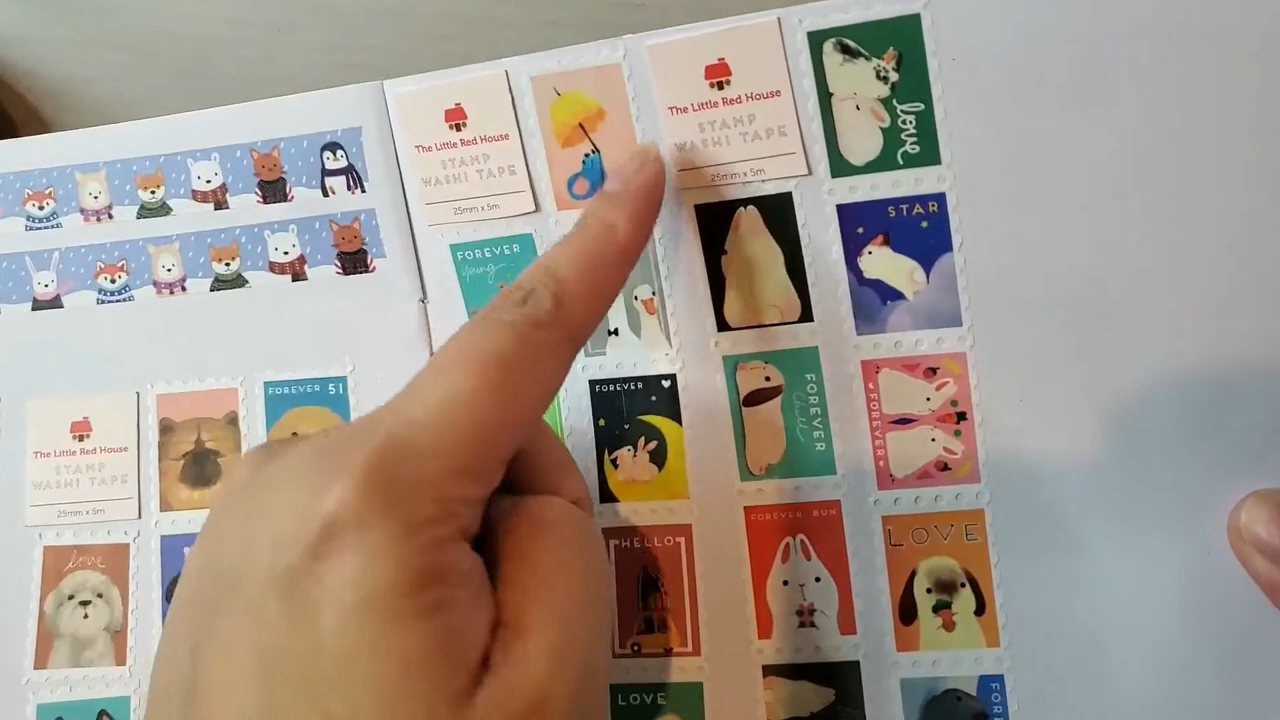 The Little Red House
STAMP
WASHI TAPE
25mm x 5m
The Little Red House
STAMP
WASHI TAPE
25mm x 5m
love
FOREVER
young
STAR
FOREVER
FOREVER
Chill
FOREVER
FOREVER 51
The Little Red House
STAMP
WASHI TAPE
25mm x 5m
love
HELLO
FOREVER BUN
LOVE
LOVE
FOR